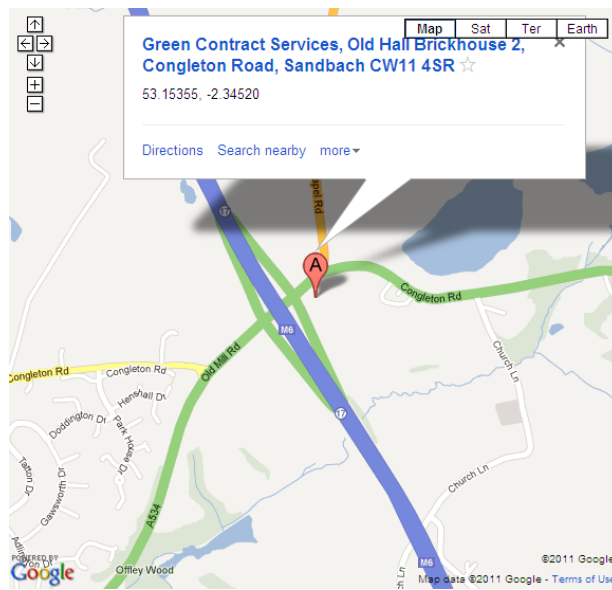 Map Sat Ter Earth
Green Contract Services, Old Hall Brickhouse 2,
Congleton Road, Sandbach CW11 4SR
53.15355, -2.34520
Directions Search nearby more
17
pel Rd
A
Congleton Rd
M6
Old Mill Rd
Church Ln
Congleton Rd
Congleton Rd
Henshall Dr
17
Doddington Dr
Park House Dr
Tatton Dr
Gawsworth Dr
Church Ln
A534
M6
Offley Wood
Church Ln
POWERED BY
Google
©2011 Google
Map data ©2011 Google - Terms of Use